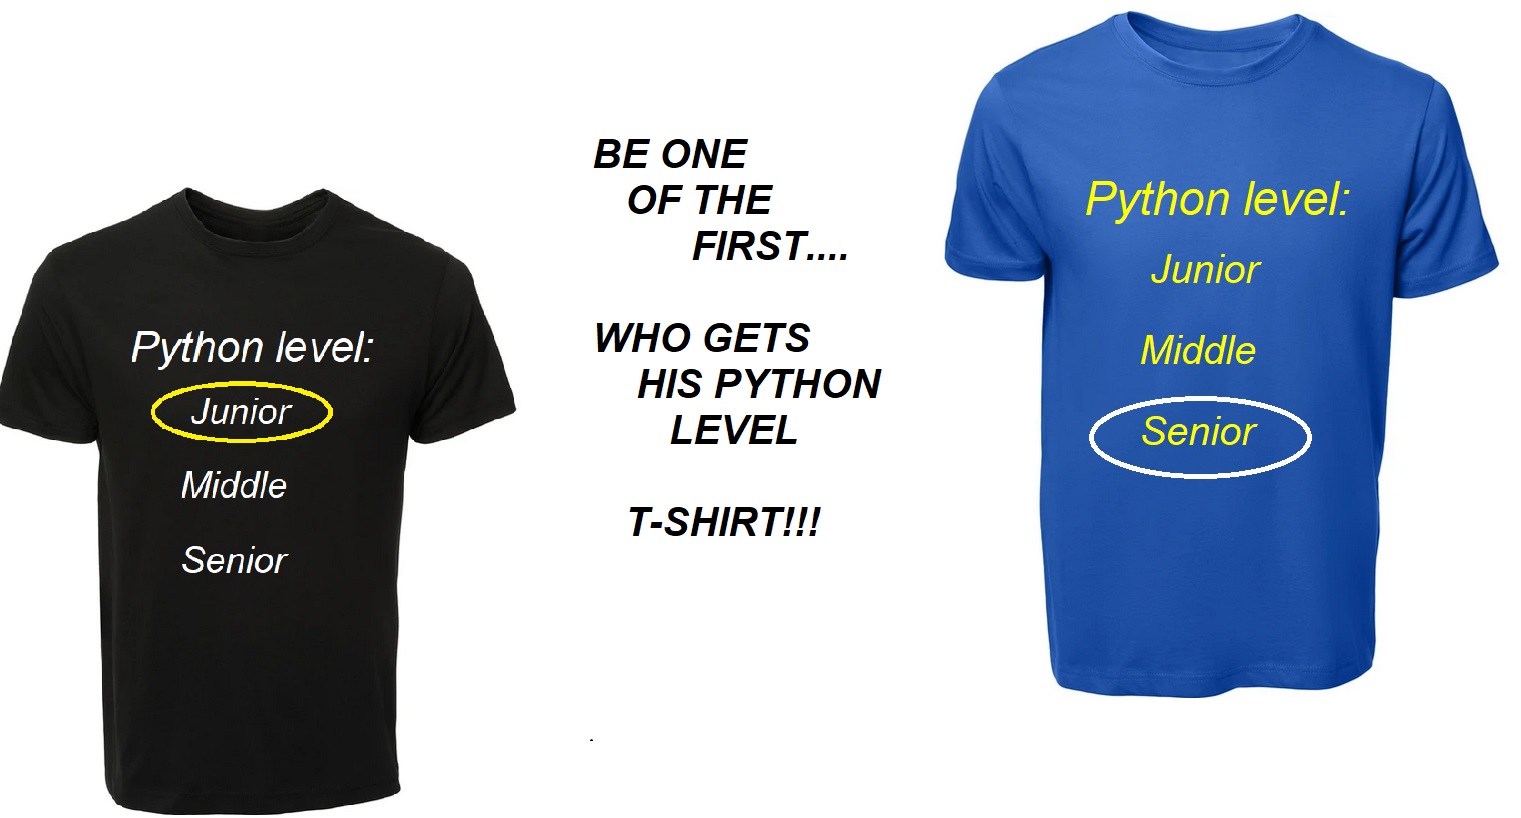 Python level:
Junior
Middle
Senior
BE ONE
OF THE
FIRST....
WHO GETS
HIS PYTHON
LEVEL
T-SHIRT!!!
.
Python level:
Junior
Middle
Senior